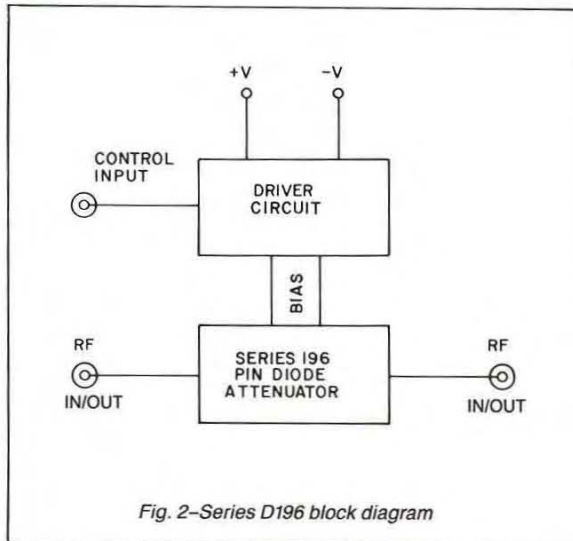 +V
-V
CONTROL
INPUT
DRIVER
CIRCUIT
BIAS
RF
IN/OUT
SERIES 196
PIN DIODE
ATTENUATOR
RF
IN/OUT
Fig. 2–Series D196 block diagram